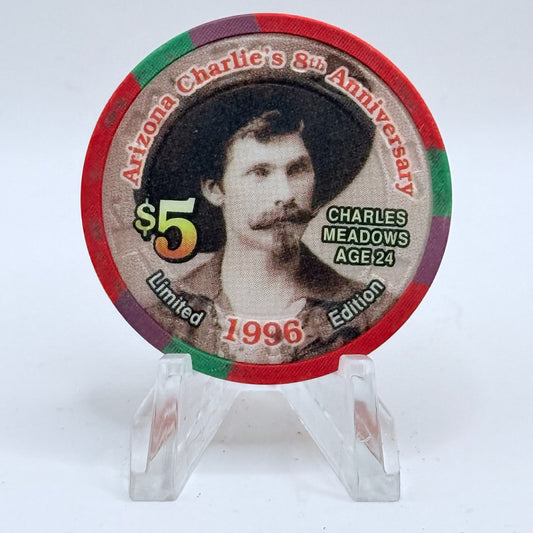 Arizona Charlie's 8th Anniversary
$5
CHARLES
MEADOWS
AGE 24
Limited
1996
Edition